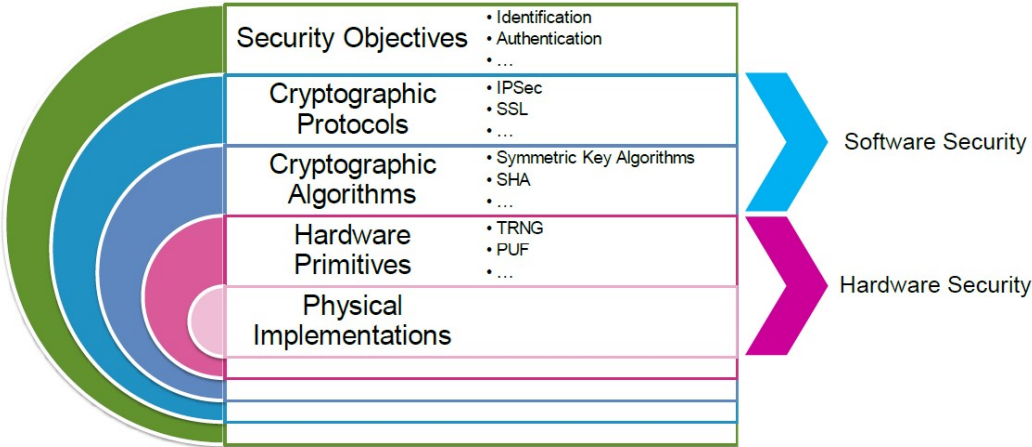 Security Objectives
• Identification
• Authentication
• ...
Cryptographic
Protocols
• IPSec
• SSL
• ...
Cryptographic
Algorithms
• Symmetric Key Algorithms
• SHA
• ...
Hardware
Primitives
• TRNG
• PUF
• ...
Physical
Implementations
Software Security
Hardware Security